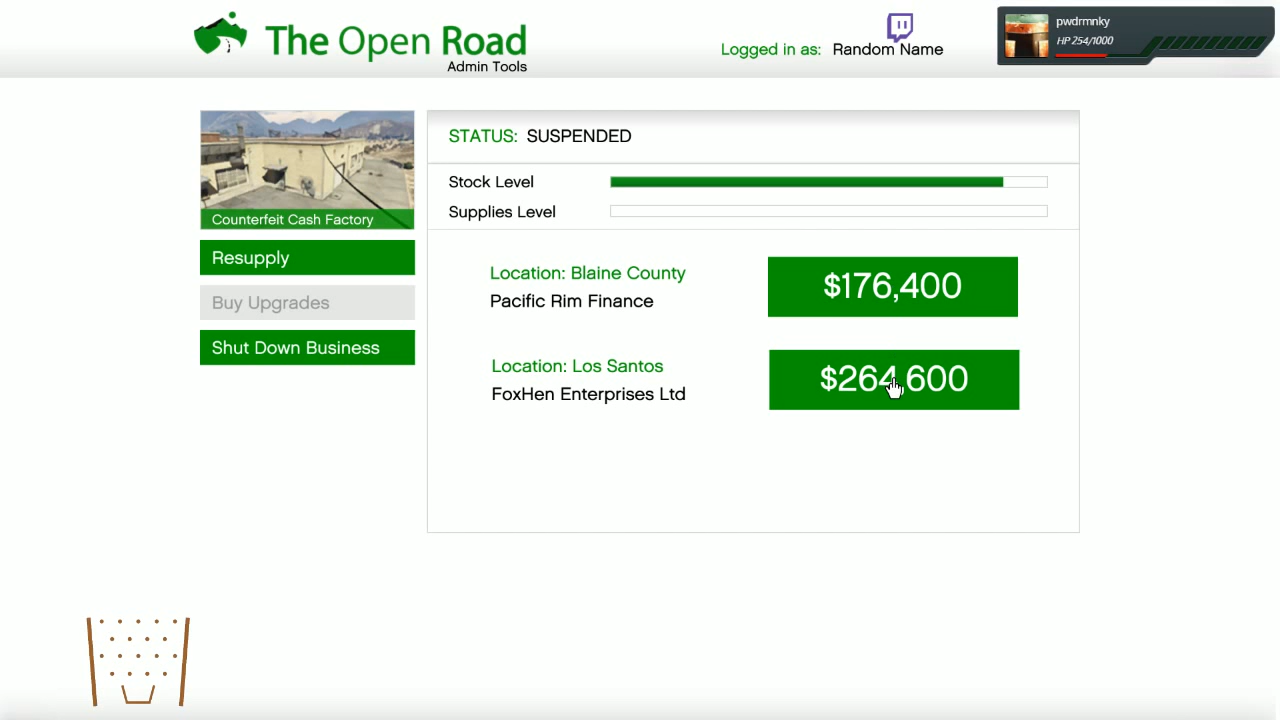 The Open Road
Admin Tools
Logged in as: Random Name
pwdrmnky
HP 254/1000
Counterfeit Cash Factory
Resupply
Buy Upgrades
Shut Down Business
STATUS: SUSPENDED
Stock Level
Supplies Level
Location: Blaine County
Pacific Rim Finance
$176,400
Location: Los Santos
FoxHen Enterprises Ltd
$264,600